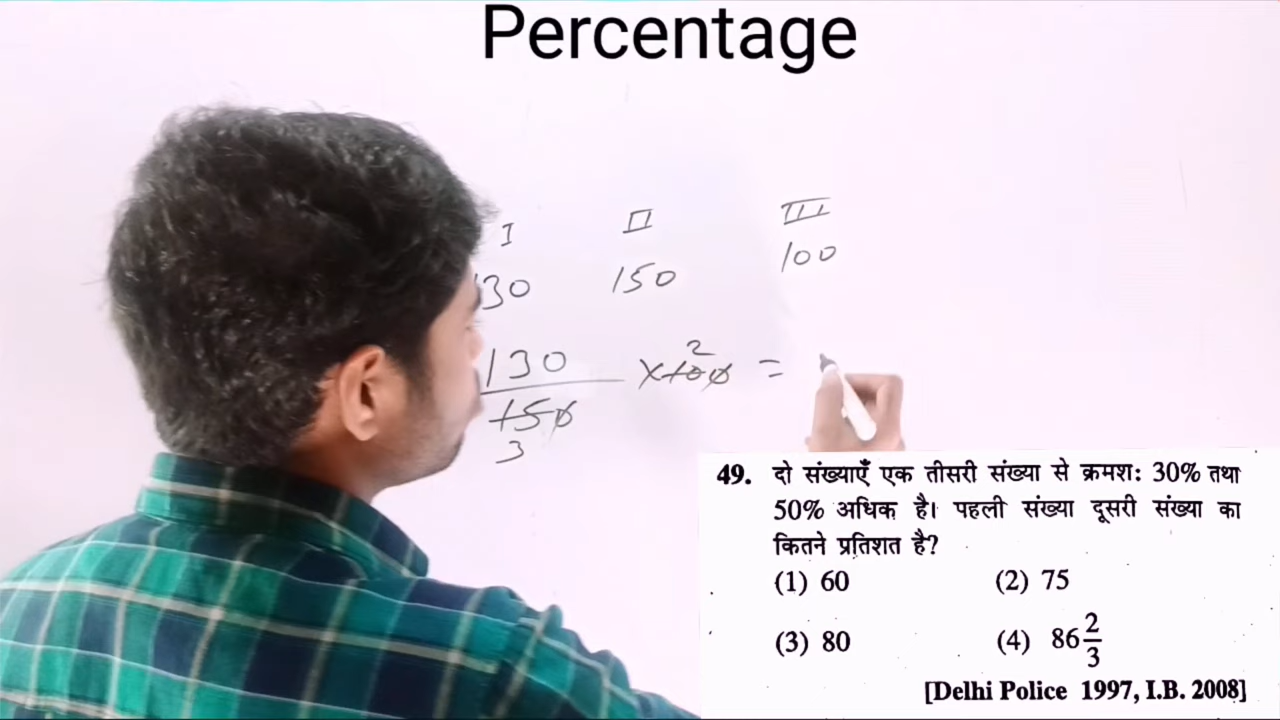 Percentage
I II III
30 150 100
130 ×100 =
2
150
3
49. दो संख्याएँ एक तीसरी संख्या से क्रमश: 30% तथा
50% अधिक है। पहली संख्या दूसरी संख्या का
कितने प्रतिशत है?
(1) 60 (2) 75
(3) 80 (4) 86 2/3
[Delhi Police 1997, I.B. 2008]